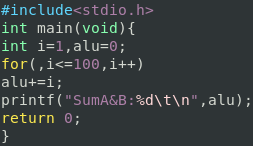 #include<stdio.h>
int main(void){
int i=1,alu=0;
for(,i<=100,i++)
alu+=i;
printf("SumA&B:%d\t\n",alu);
return 0;
}